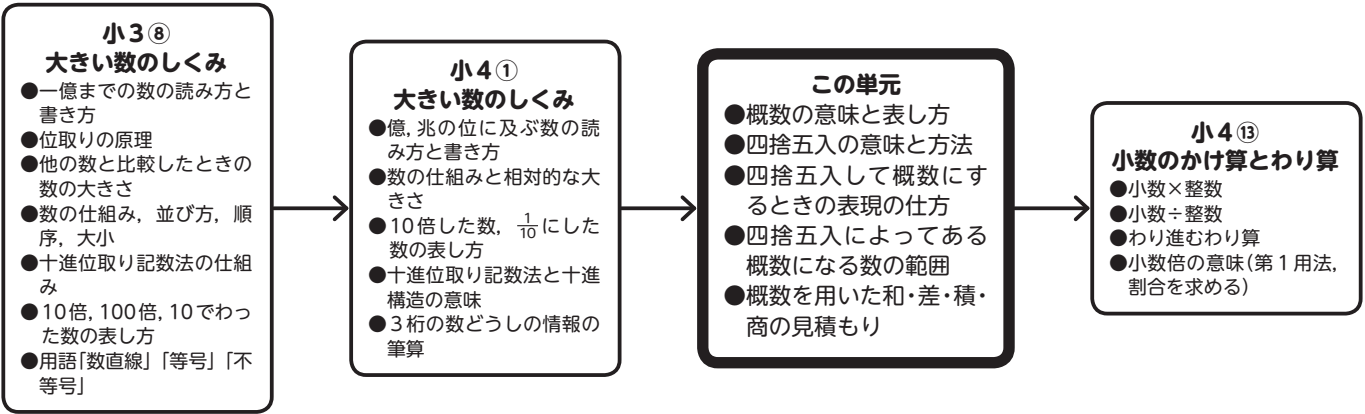 小3⑧
大きい数のしくみ
●一億までの数の読み方と
書き方
●位取りの原理
●他の数と比較したときの
数の大きさ
●数の仕組み，並び方，順
序，大小
●十進位取り記数法の仕組
み
●10倍，100倍，10でわっ
た数の表し方
●用語「数直線」「等号」「不
等号」
小4①
大きい数のしくみ
●億，兆の位に及ぶ数の読
み方と書き方
●数の仕組みと相対的な大
きさ
●10倍した数，1/10にした
数の表し方
●十進位取り記数法と十進
構造の意味
●3桁の数どうしの情報の
筆算
この単元
●概数の意味と表し方
●四捨五入の意味と方法
●四捨五入して概数にす
るときの表現の仕方
●四捨五入によってある
概数になる数の範囲
●概数を用いた和・差・積・
商の見積もり
小4⑬
小数のかけ算とわり算
●小数×整数
●小数÷整数
●わり進むわり算
●小数倍の意味（第1用法，
割合を求める）